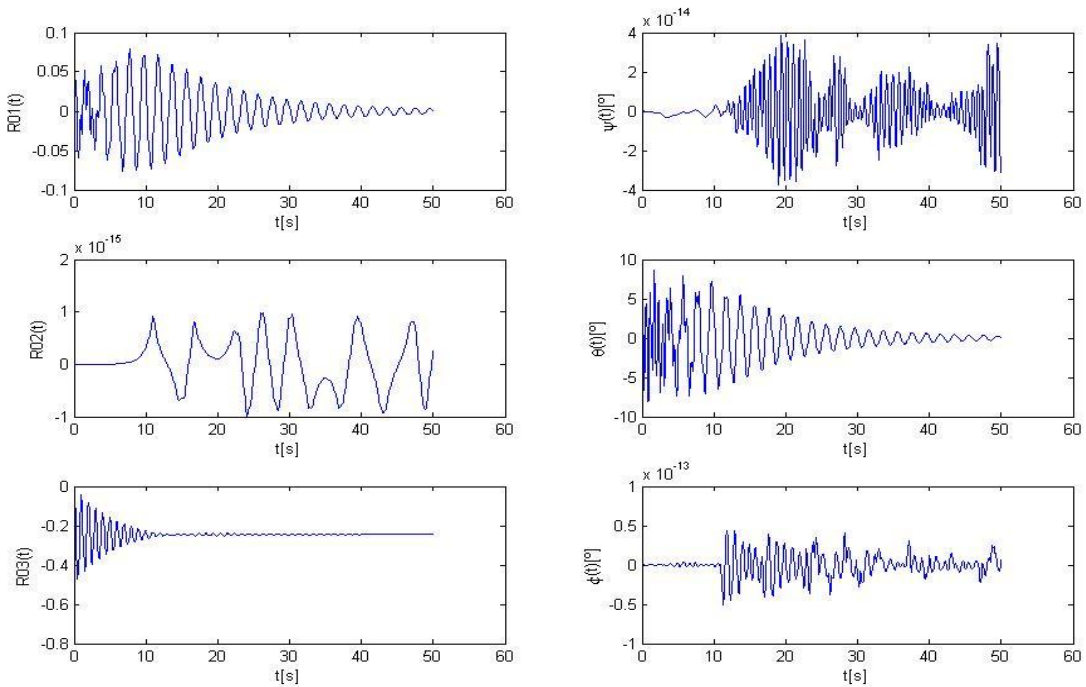 0.1
0.05
0
-0.05
-0.1
R01(t)
0 10 20 30 40 50 60
t[s]
x 10^-14
4
2
0
-2
-4
ψ(t)[º]
0 10 20 30 40 50 60
t[s]
x 10^-15
2
1
0
-1
R02(t)
0 10 20 30 40 50 60
t[s]
10
5
0
-5
-10
θ(t)[º]
0 10 20 30 40 50 60
t[s]
0
-0.2
-0.4
-0.6
-0.8
R03(t)
0 10 20 30 40 50 60
t[s]
x 10^-13
1
0.5
0
-0.5
-1
ϕ(t)[º]
0 10 20 30 40 50 60
t[s]